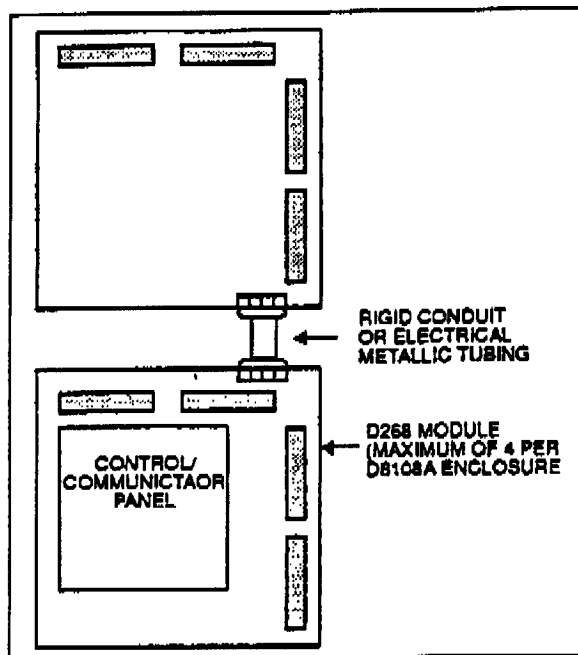 RIGID CONDUIT
OR ELECTRICAL
METALLIC TUBING
D268 MODULE
(MAXIMUM OF 4 PER
D8108A ENCLOSURE
CONTROL/
COMMUNICTAOR
PANEL